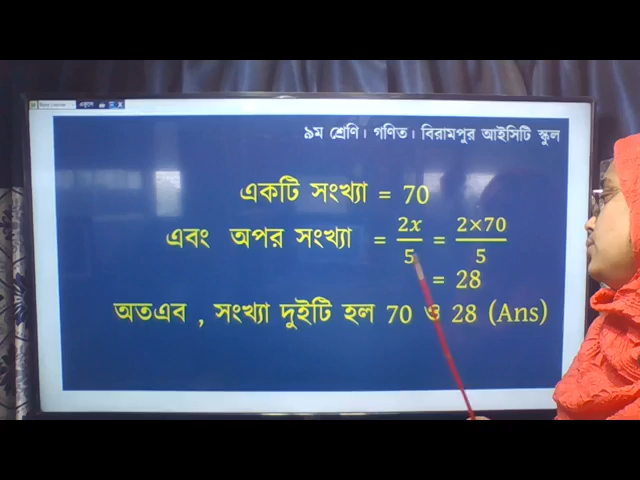 ৯ম শ্রেণি। গণিত। বিরামপুর আইসিটি স্কুল
একটি সংখ্যা = 70
এবং অপর সংখ্যা = 2x/5 = 2×70/5
= 28
অতএব , সংখ্যা দুইটি হল 70 ও 28 (Ans)